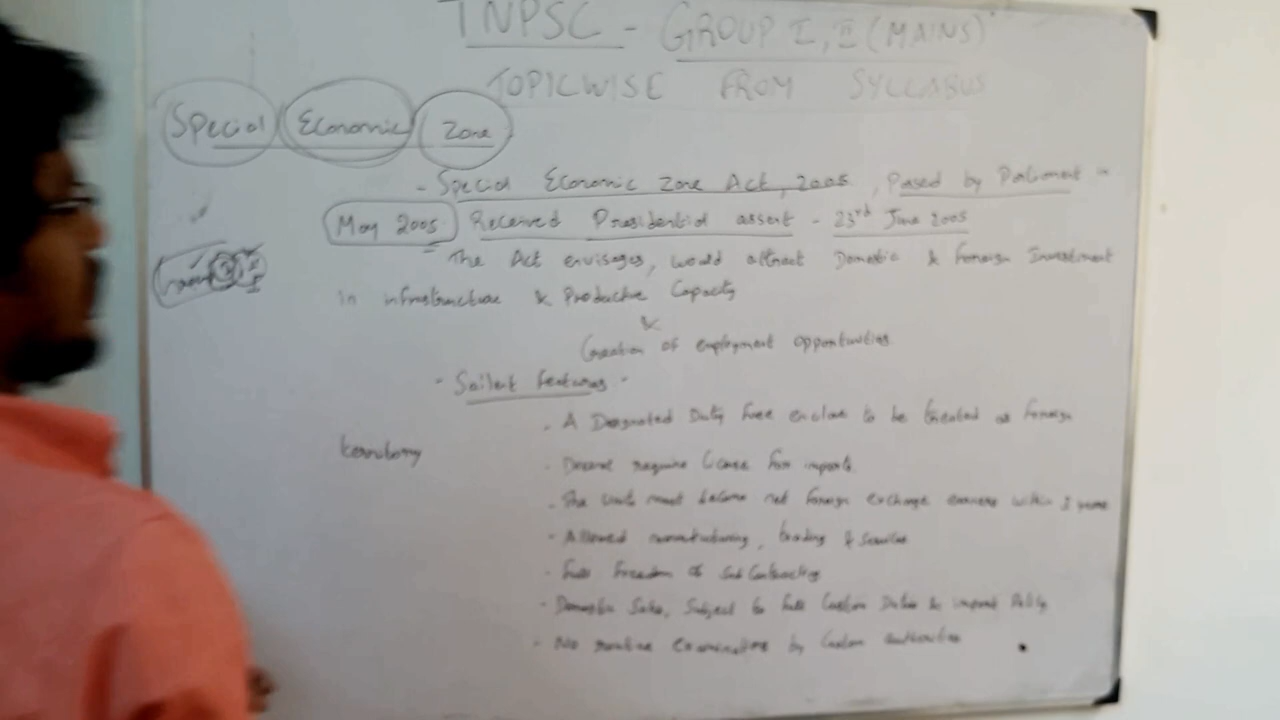 TNPSC - GROUP I, II (MAINS)
TOPICWISE FROM SYLLABUS
Special Economic Zone
- Special Economic Zone Act, 2005, Passed by Parliament in
May 2005 Received Presidential assent - 23rd June 2005
- The Act envisages, would attract Domestic & Foreign Investment
in infrastructure & Productive Capacity
&
Creation of employment opportunities
- Sailent Features -
. A Designated Duty free enclave to be treated as foreign
territory
. Doesnt require license for imports
. The units must become net foreign exchange earners within 3 years
. Allowed manufacturing, trading & services
. Full freedom of Sub Contracting
. Domestic Sales, Subject to full Custom Duties & import Policy
. No routine examination by Custom authorities